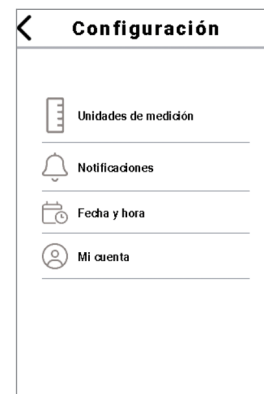 Configuración
Unidades de medición
Notificaciones
Fecha y hora
Mi cuenta